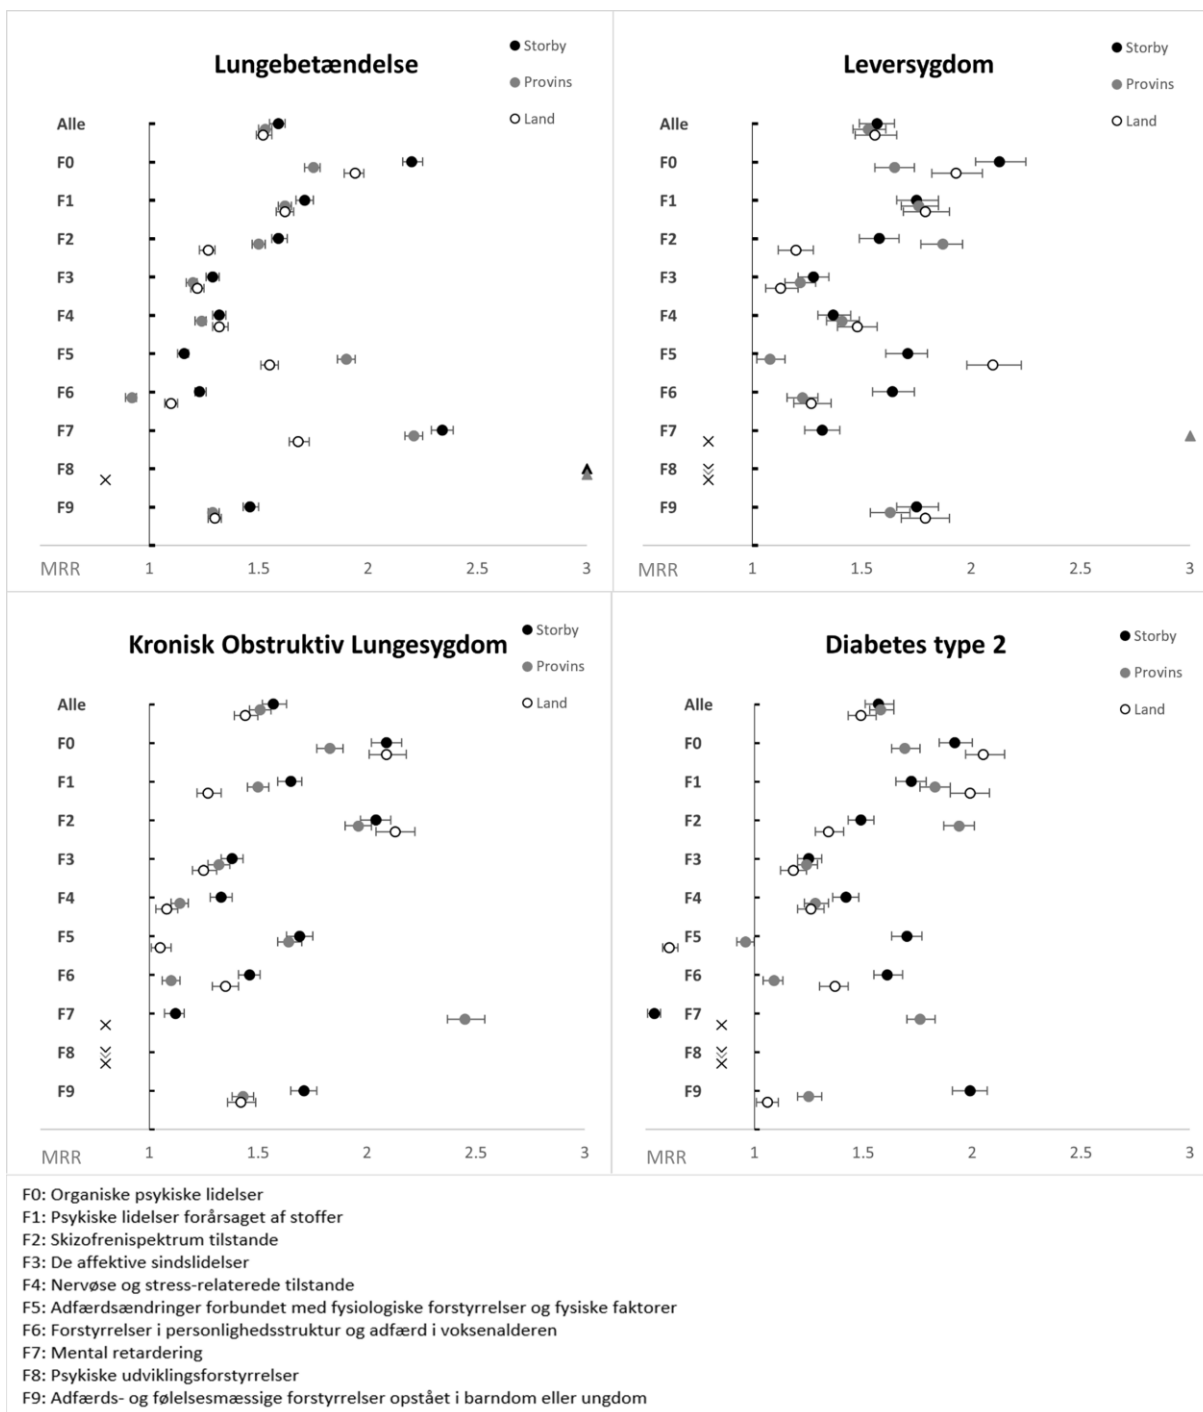 Lungebetændelse
Storby
Provins
Land
Alle
F0
F1
F2
F3
F4
F5
F6
F7
F8
F9
MRR 1 1.5 2 2.5 3
Leversygdom
Storby
Provins
Land
Alle
F0
F1
F2
F3
F4
F5
F6
F7
F8
F9
MRR 1 1.5 2 2.5 3
Kronisk Obstruktiv Lungesygdom
Storby
Provins
Land
Alle
F0
F1
F2
F3
F4
F5
F6
F7
F8
F9
MRR 1 1.5 2 2.5 3
Diabetes type 2
Storby
Provins
Land
Alle
F0
F1
F2
F3
F4
F5
F6
F7
F8
F9
MRR 1 1.5 2 2.5 3
F0: Organiske psykiske lidelser
F1: Psykiske lidelser forårsaget af stoffer
F2: Skizofrenispektrum tilstande
F3: De affektive sindslidelser
F4: Nervøse og stress-relaterede tilstande
F5: Adfærdsændringer forbundet med fysiologiske forstyrrelser og fysiske faktorer
F6: Forstyrrelser i personlighedsstruktur og adfærd i voksenalderen
F7: Mental retardering
F8: Psykiske udviklingsforstyrrelser
F9: Adfærds- og følelsesmæssige forstyrrelser opstået i barndom eller ungdom